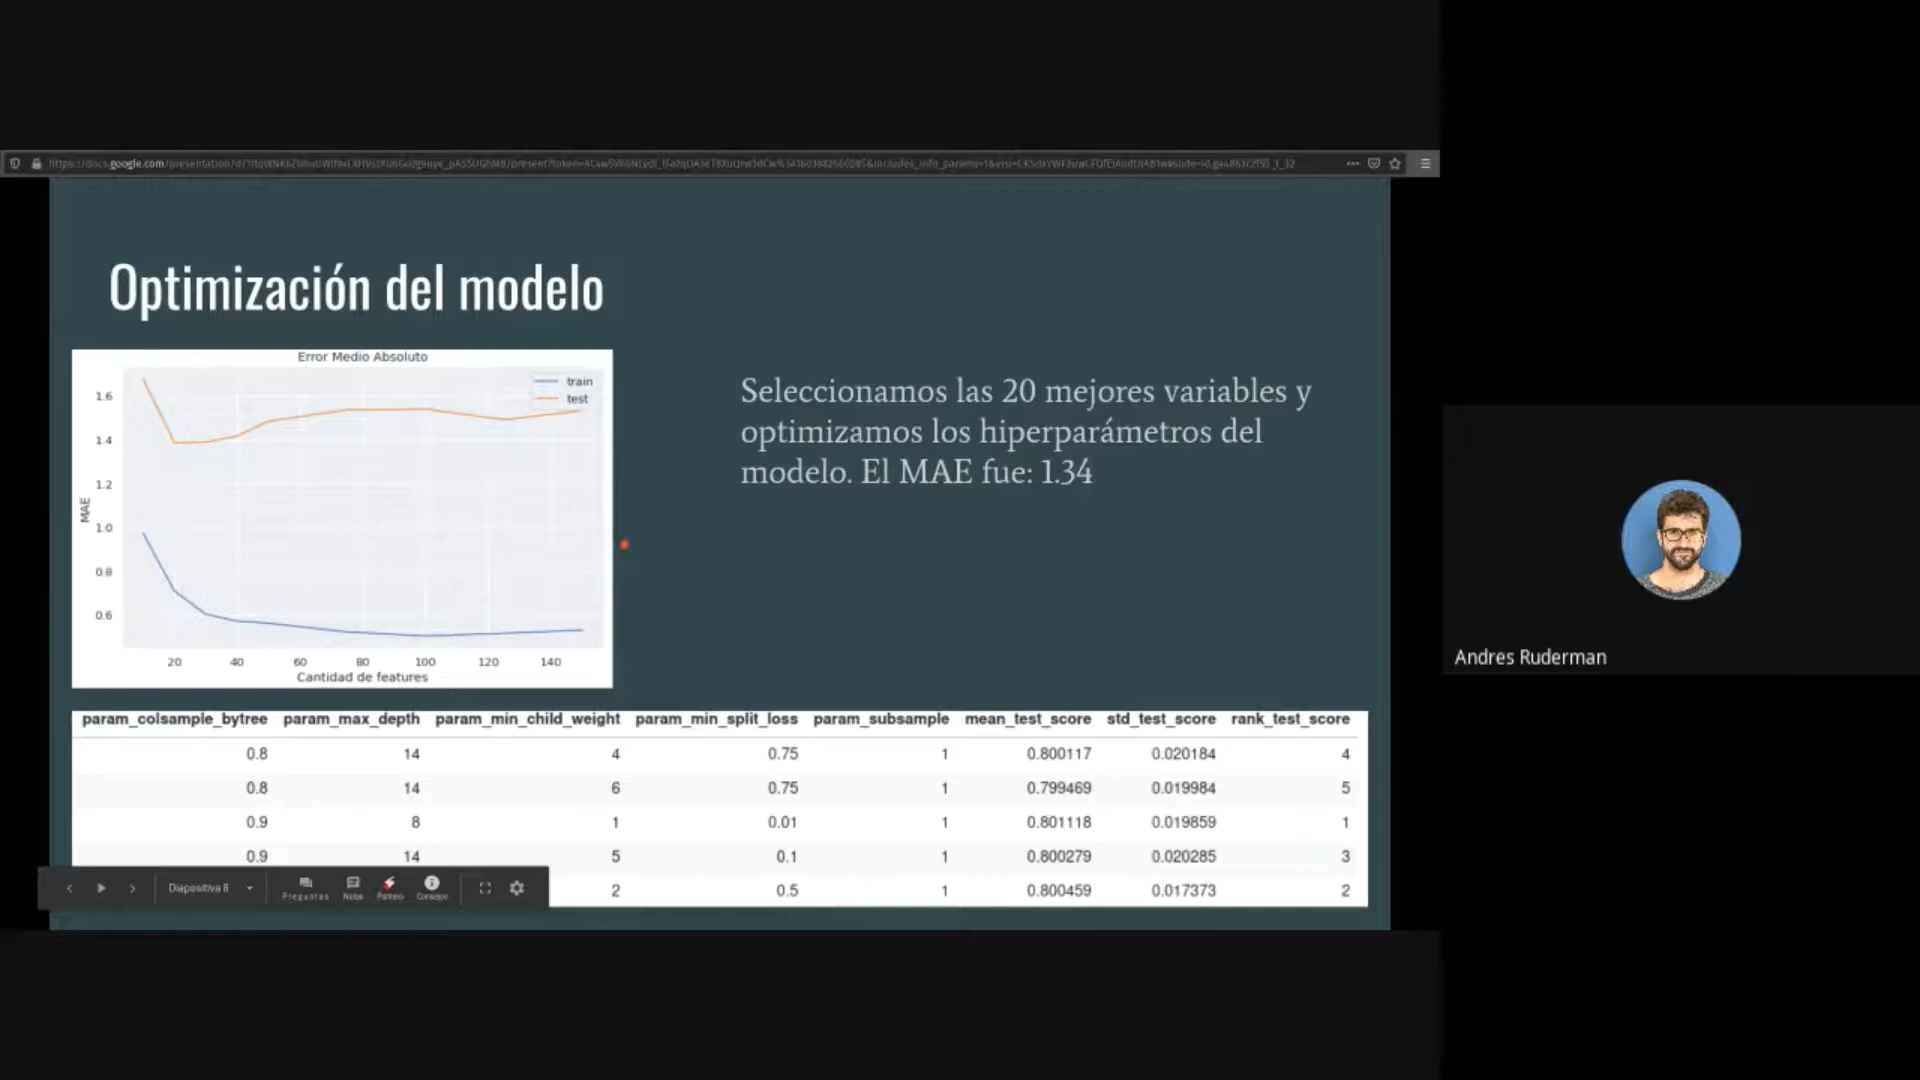 Optimización del modelo
Error Medio Absoluto
train
test
1.6
1.4
1.2
1.0
0.8
0.6
MAE
20 40 60 80 100 120 140
Cantidad de features
Seleccionamos las 20 mejores variables y
optimizamos los hiperparámetros del
modelo. El MAE fue: 1.34
Andres Ruderman
param_colsample_bytree param_max_depth param_min_child_weight param_min_split_loss param_subsample mean_test_score std_test_score rank_test_score
0.8 14 4 0.75 1 0.800117 0.020184 4
0.8 14 6 0.75 1 0.799469 0.019984 5
0.9 8 1 0.01 1 0.801118 0.019859 1
0.9 14 5 0.1 1 0.800279 0.020285 3
2 0.5 1 0.800459 0.017373 2
Diapositiva 8
Preguntas Notas Puntero Consejos